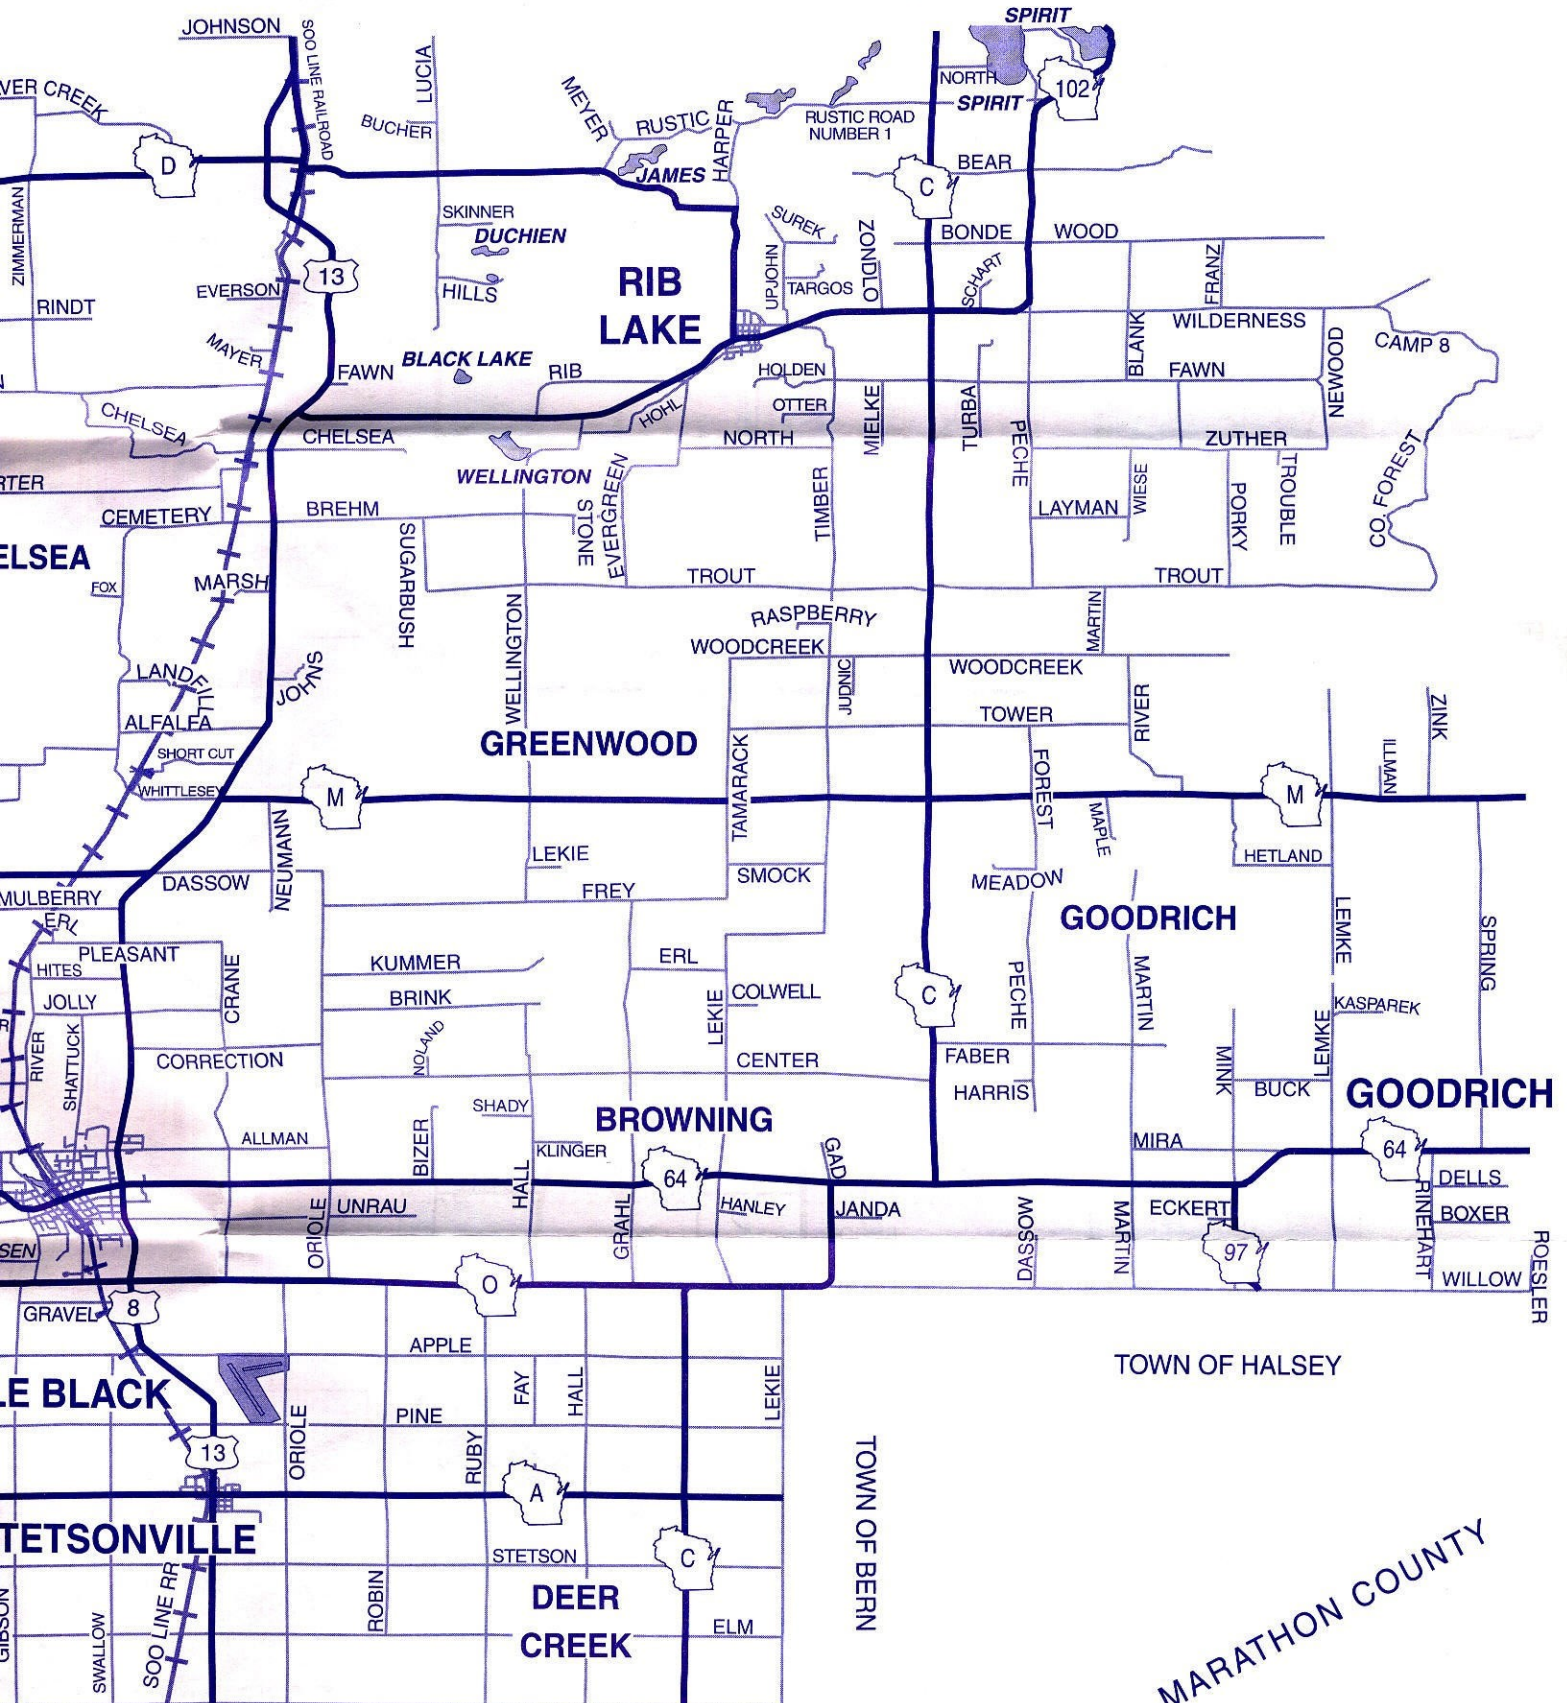 SPIRIT
JOHNSON
SOO LINE RAILROAD
LUCIA
NORTH
102
VER CREEK
MEYER
RUSTIC
HARPER
SPIRIT
RUSTIC ROAD
NUMBER 1
BUCHER
D
JAMES
BEAR
C
ZIMMERMAN
SKINNER
DUCHIEN
SUREK
ZONDLO
BONDE
WOOD
13
EVERSON
HILLS
RIB
LAKE
UPJOHN
TARGOS
SCHART
FRANZ
RINDT
WILDERNESS
BLANK
NEWOOD
CAMP 8
MAYER
FAWN
BLACK LAKE
RIB
HOLDEN
FAWN
CHELSEA
HOHL
OTTER
MIELKE
TURBA
PECHE
CHELSEA
NORTH
ZUTHER
WELLINGTON
RTER
EVERGREEN
TIMBER
WIESE
TROUBLE
PORKY
CO. FOREST
CEMETERY
BREHM
STONE
LAYMAN
SUGARBUSH
ELSEA
FOX
MARSH
TROUT
TROUT
WELLINGTON
RASPBERRY
MARTIN
WOODCREEK
WOODCREEK
LANDFILL
JOHNS
JUDNIC
RIVER
ALFALFA
TOWER
ZINK
GREENWOOD
SHORT CUT
TAMARACK
FOREST
ILLMAN
WHITTLESEY
M
M
MAPLE
NEUMANN
LEKIE
HETLAND
DASSOW
SMOCK
MEADOW
MULBERRY
FREY
GOODRICH
ERL
LEMKE
SPRING
PLEASANT
HITES
CRANE
KUMMER
ERL
PECHE
MARTIN
JOLLY
BRINK
LEKIE
COLWELL
C
KASPAREK
R
RIVER
SHATTUCK
NOLAND
CORRECTION
CENTER
FABER
MINK
LEMKE
HARRIS
BUCK
GOODRICH
SHADY
BROWNING
ALLMAN
BIZER
KLINGER
GAD
MIRA
64
64
HALL
DELLS
ORIOLE
UNRAU
GRAHL
HANLEY
JANDA
DASSOW
MARTIN
ECKERT
RINEHART
BOXER
SEN
97
ROESLER
WILLOW
O
8
GRAVEL
APPLE
TOWN OF HALSEY
LE BLACK
FAY
HALL
LEKIE
ORIOLE
PINE
RUBY
13
TOWN OF BERN
A
TETSONVILLE
STETSON
C
GIBSON
SWALLOW
SOO LINE RR
ROBIN
DEER
CREEK
ELM
MARATHON COUNTY